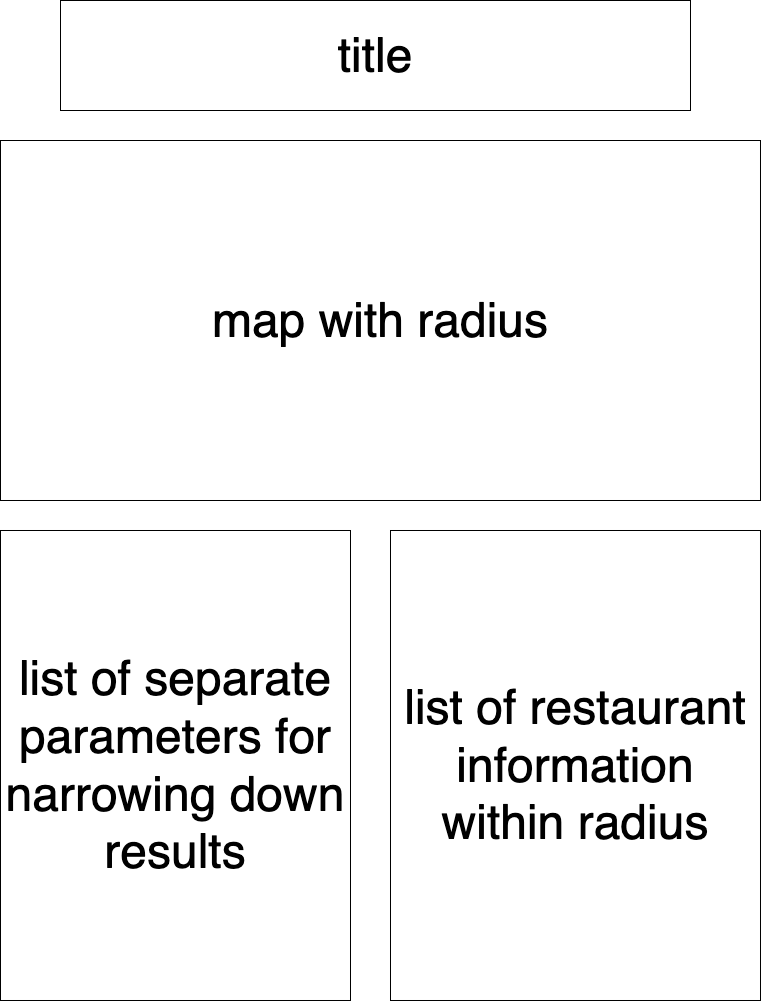 title
map with radius
list of separate
parameters for
narrowing down
results
list of restaurant
information
within radius